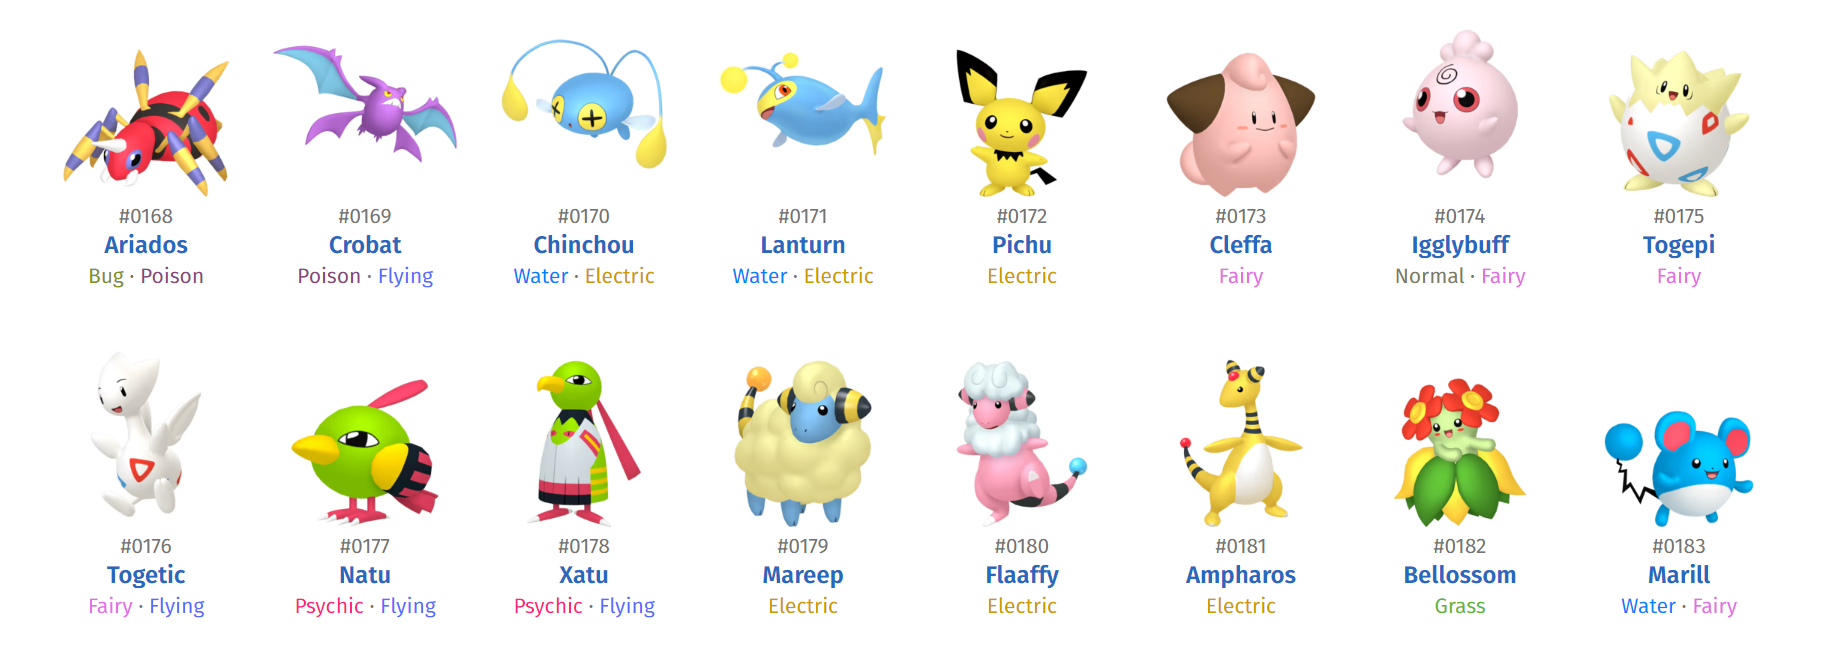 #0168
Ariados
Bug · Poison
#0169
Crobat
Poison · Flying
#0170
Chinchou
Water · Electric
#0171
Lanturn
Water · Electric
#0172
Pichu
Electric
#0173
Cleffa
Fairy
#0174
Igglybuff
Normal · Fairy
#0175
Togepi
Fairy
#0176
Togetic
Fairy · Flying
#0177
Natu
Psychic · Flying
#0178
Xatu
Psychic · Flying
#0179
Mareep
Electric
#0180
Flaaffy
Electric
#0181
Ampharos
Electric
#0182
Bellossom
Grass
#0183
Marill
Water · Fairy